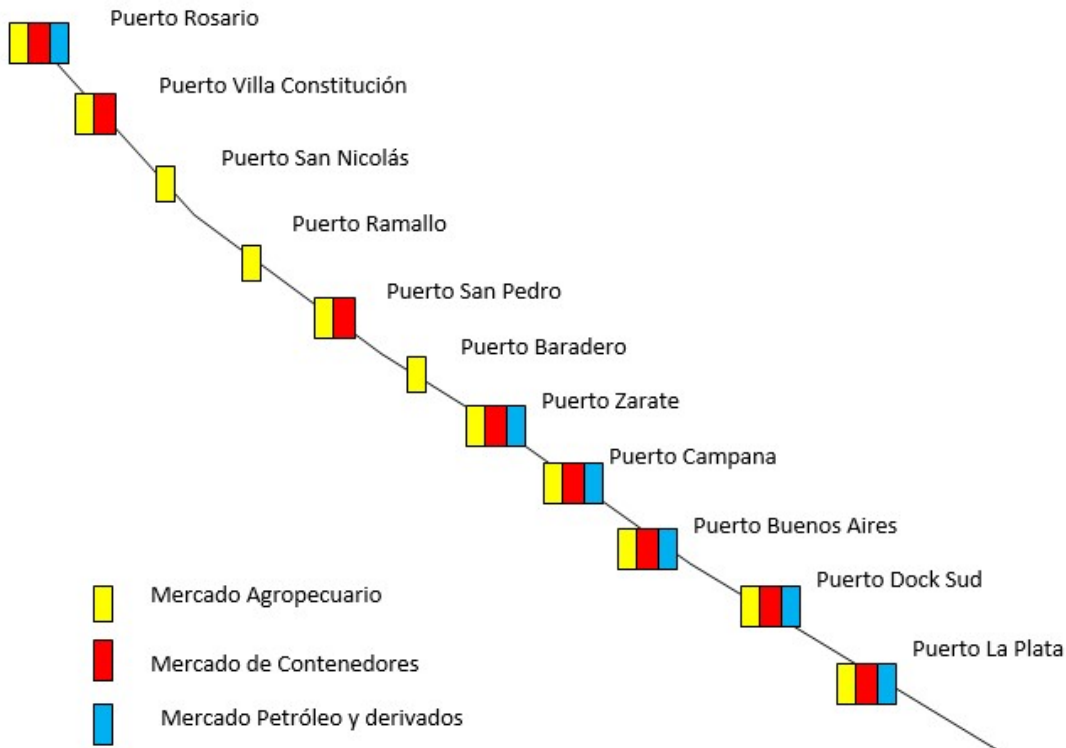 Puerto Rosario
Puerto Villa Constitución
Puerto San Nicolás
Puerto Ramallo
Puerto San Pedro
Puerto Baradero
Puerto Zarate
Puerto Campana
Puerto Buenos Aires
Puerto Dock Sud
Puerto La Plata
Mercado Agropecuario
Mercado de Contenedores
Mercado Petróleo y derivados